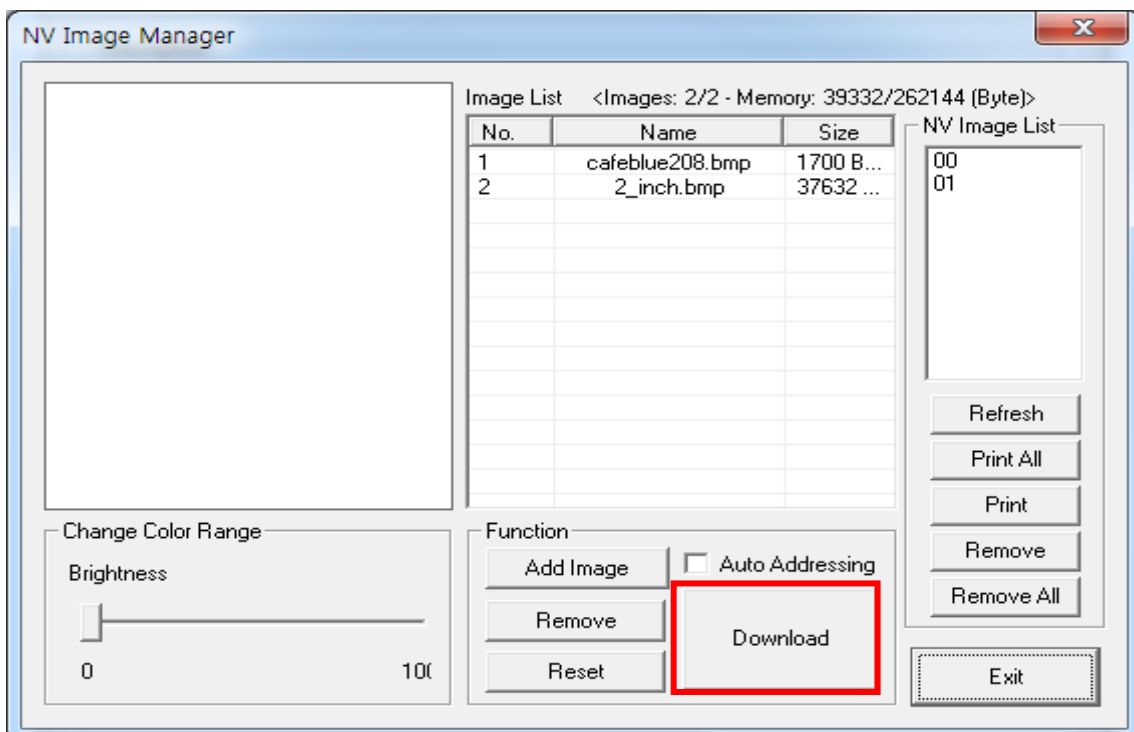 NV Image Manager
Image List <Images: 2/2 - Memory: 39332/262144 (Byte)>
No. Name Size
1 cafeblue208.bmp 1700 B...
2 2_inch.bmp 37632 ...
NV Image List
00
01
Refresh
Print All
Print
Remove
Remove All
Change Color Range
Brightness
0 100
Function
Add Image
Auto Addressing
Remove
Download
Reset
Exit